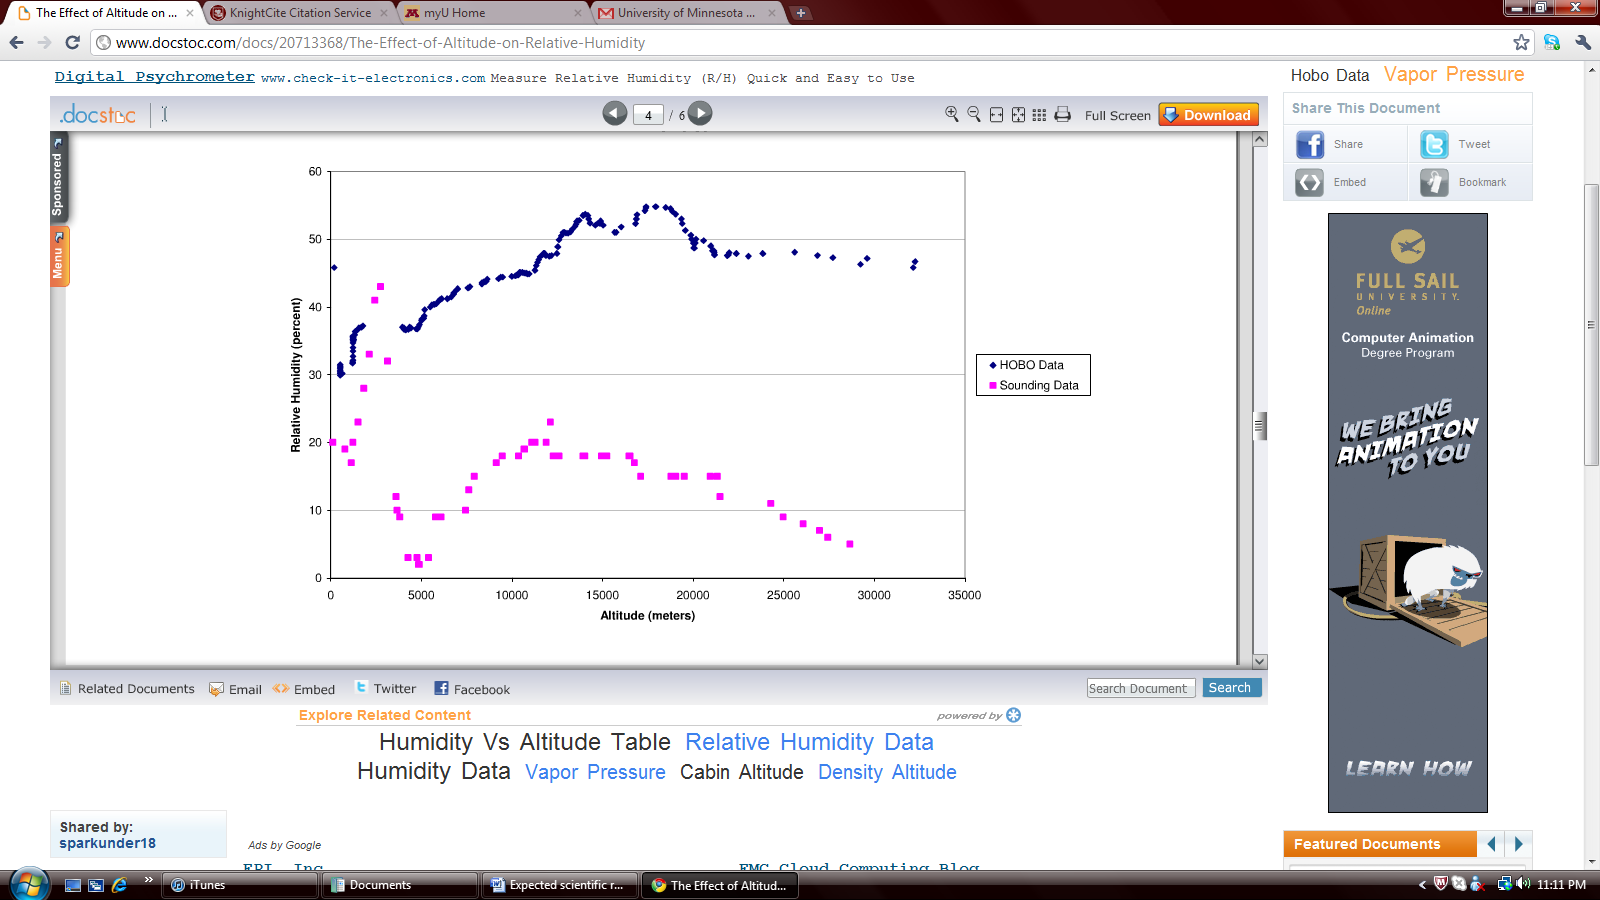 The Effect of Altitude on ...
KnightCite Citation Service
myU Home
University of Minnesota ...
www.docstoc.com/docs/20713368/The-Effect-of-Altitude-on-Relative-Humidity
Digital Psychrometer www.check-it-electronics.com Measure Relative Humidity (R/H) Quick and Easy to Use
Hobo Data Vapor Pressure
.docstoc
4 / 6
Full Screen
Download
Share This Document
Share
Tweet
Embed
Bookmark
Sponsored
Menu
60
50
40
30
20
10
0
Relative Humidity (percent)
0 5000 10000 15000 20000 25000 30000 35000
Altitude (meters)
HOBO Data
Sounding Data
FULL SAIL
UNIVERSITY.
Online
Computer Animation
Degree Program
WE BRING
ANIMATION
TO YOU
LEARN HOW
Related Documents
Email
Embed
Twitter
Facebook
Search Document
Search
Explore Related Content
powered by
Humidity Vs Altitude Table Relative Humidity Data
Humidity Data Vapor Pressure Cabin Altitude Density Altitude
Shared by:
sparkunder18
Ads by Google
EPI, Inc
EMC Cloud Computing Blog
Featured Documents
iTunes
Documents
Expected scientific r...
The Effect of Altitud...
11:11 PM